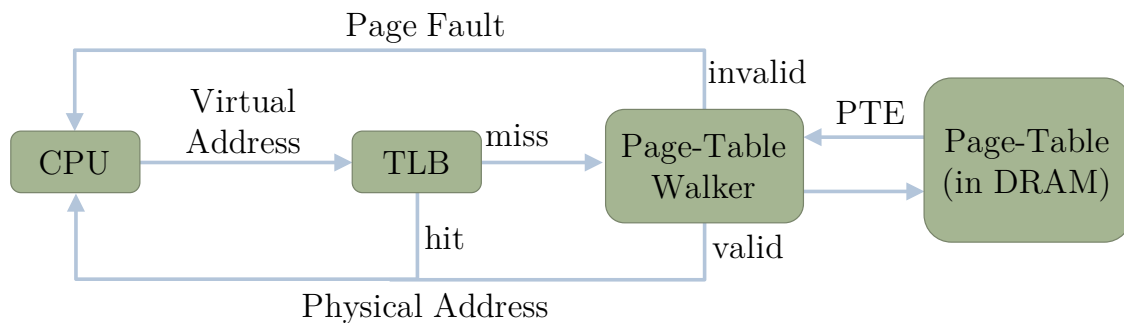 Page Fault
invalid
Virtual
Address
PTE
CPU
TLB
miss
Page-Table
Walker
Page-Table
(in DRAM)
hit
valid
Physical Address